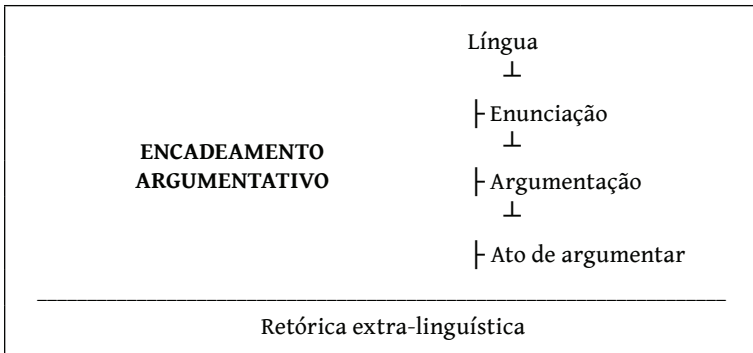 Língua
⊥
├ Enunciação
⊥
ENCADEAMENTO
ARGUMENTATIVO
├ Argumentação
⊥
├ Ato de argumentar
Retórica extra-linguística